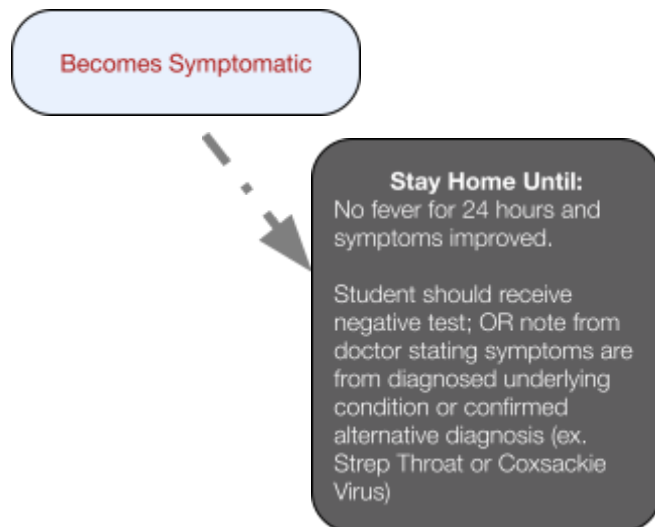 Becomes Symptomatic
Stay Home Until:
No fever for 24 hours and
symptoms improved.
Student should receive
negative test; OR note from
doctor stating symptoms are
from diagnosed underlying
condition or confirmed
alternative diagnosis (ex.
Strep Throat or Coxsackie
Virus)